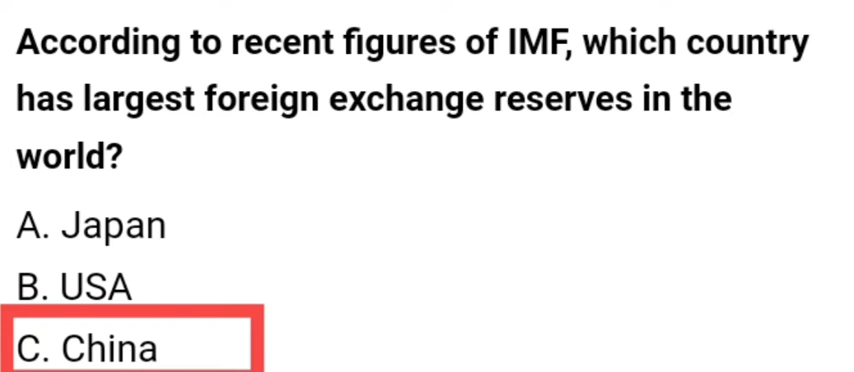 According to recent figures of IMF, which country
has largest foreign exchange reserves in the
world?
A. Japan
B. USA
C. China